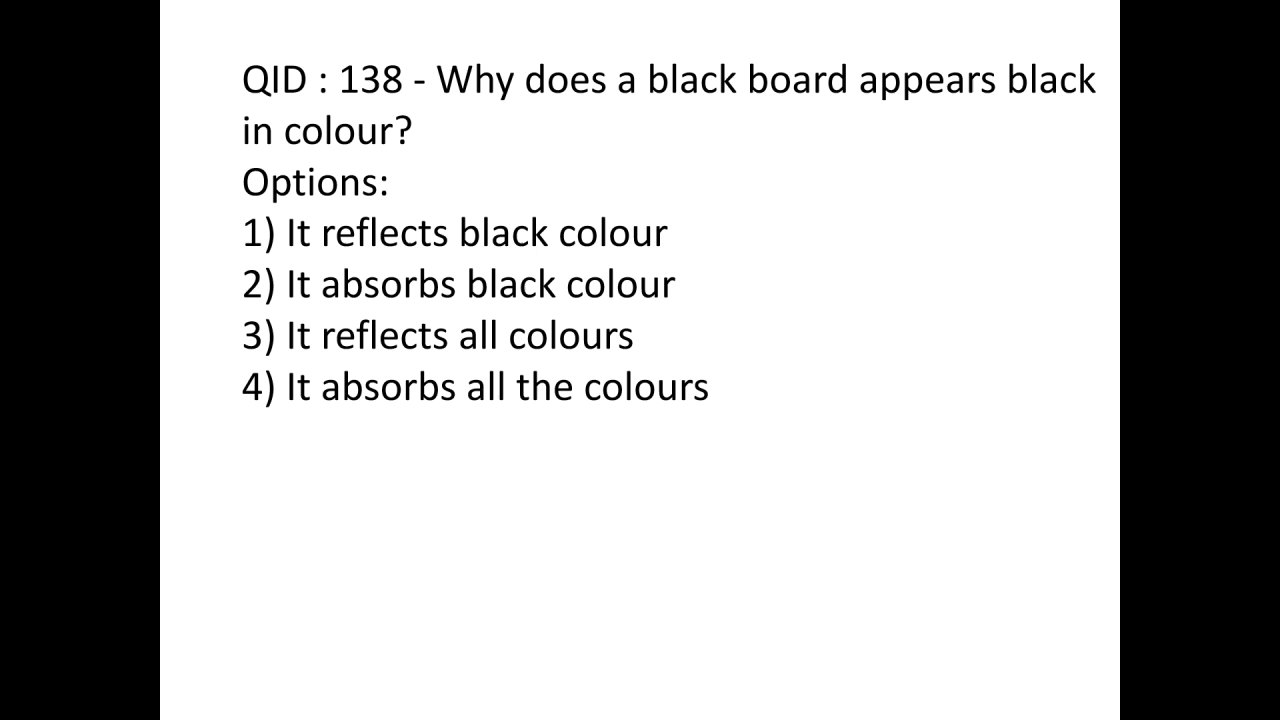 QID : 138 - Why does a black board appears black
in colour?
Options:
1) It reflects black colour
2) It absorbs black colour
3) It reflects all colours
4) It absorbs all the colours